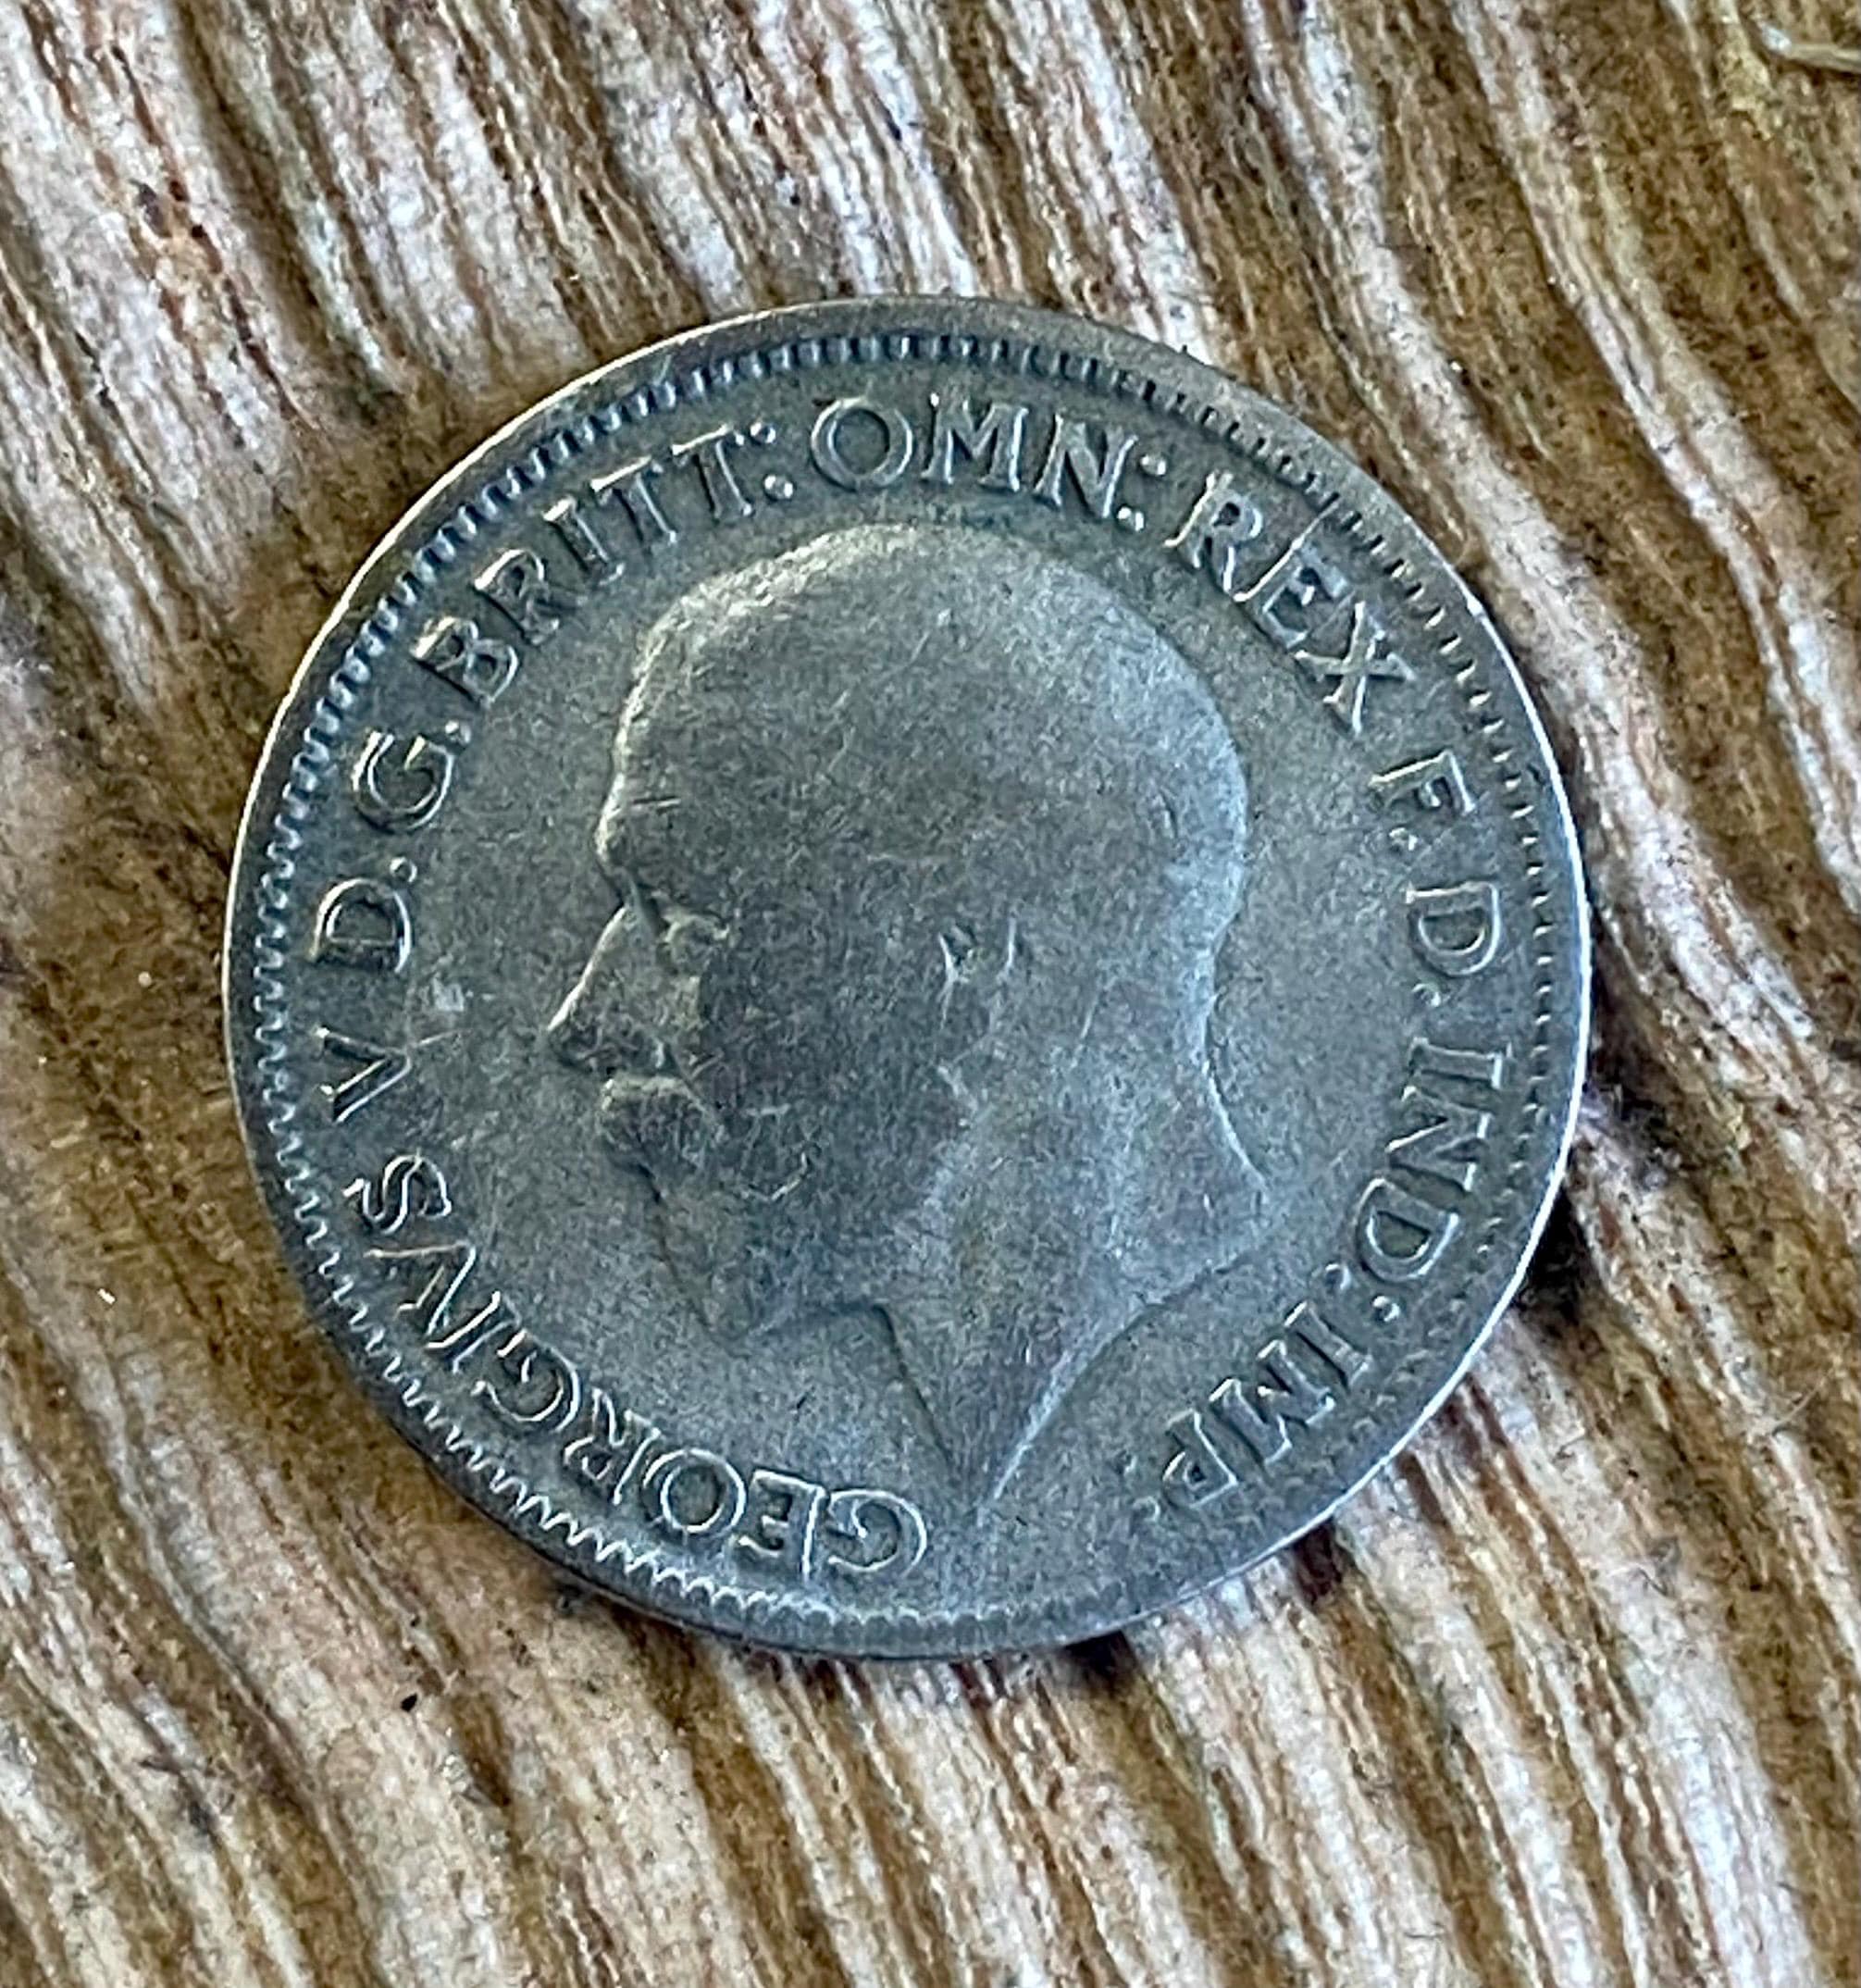 GEORGIVS V D.G.BRITT:OMN:REX F.D.IND:IMP.